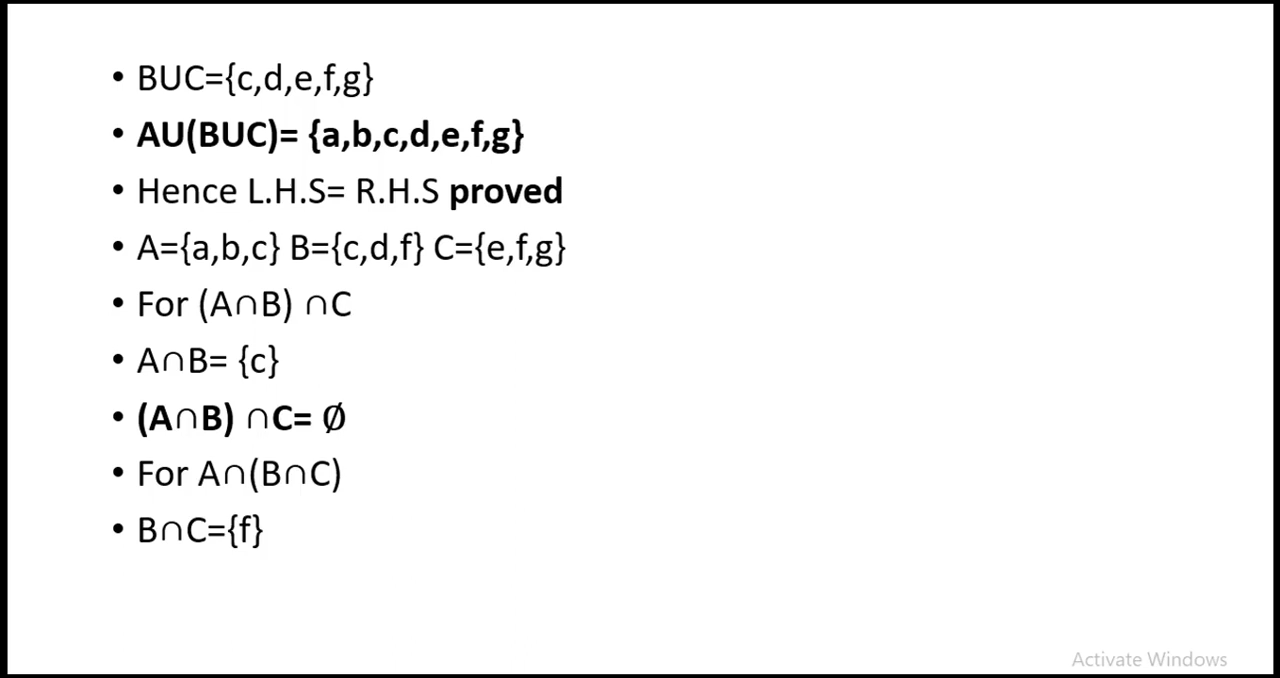 • BUC={c,d,e,f,g}
• AU(BUC)= {a,b,c,d,e,f,g}
• Hence L.H.S= R.H.S proved
• A={a,b,c} B={c,d,f} C={e,f,g}
• For (A∩B) ∩C
• A∩B= {c}
• (A∩B) ∩C= Ø
• For A∩(B∩C)
• B∩C={f}
Activate Windows